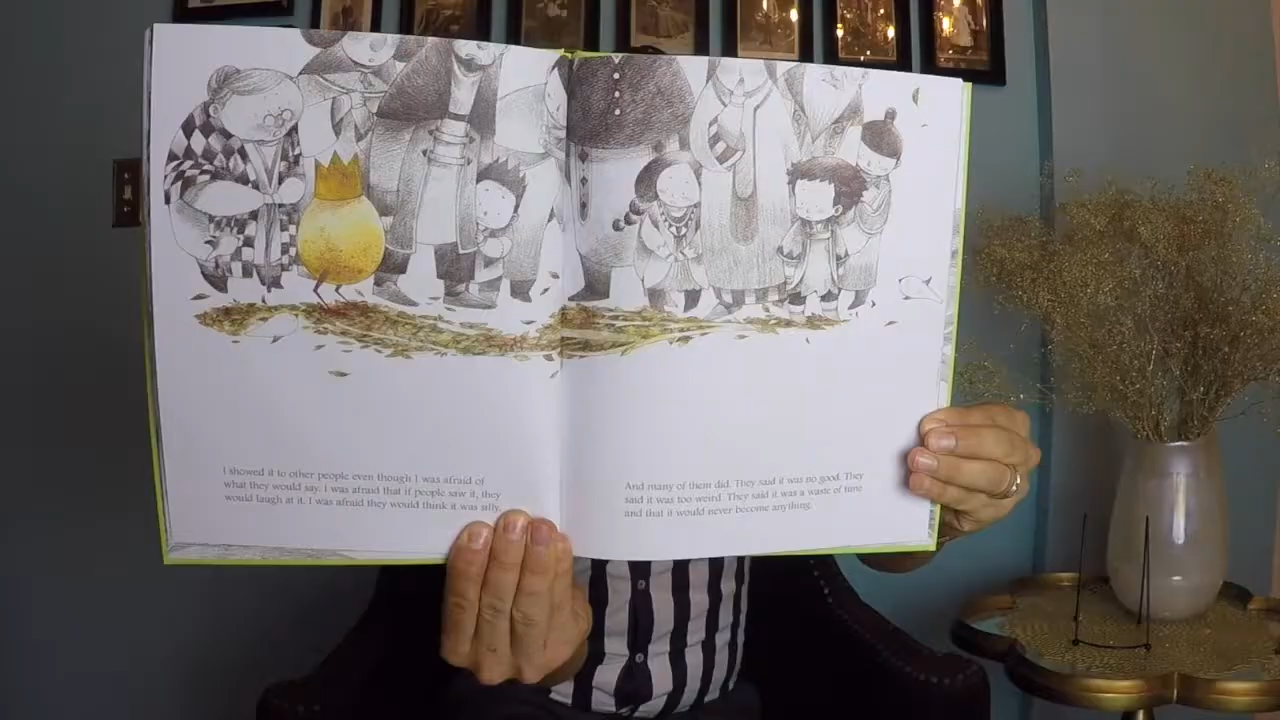 I showed it to other people even though I was afraid of
what they would say. I was afraid that if people saw it, they
would laugh at it. I was afraid they would think it was silly.
And many of them did. They said it was no good. They
said it was too weird. They said it was a waste of time
and that it would never become anything.